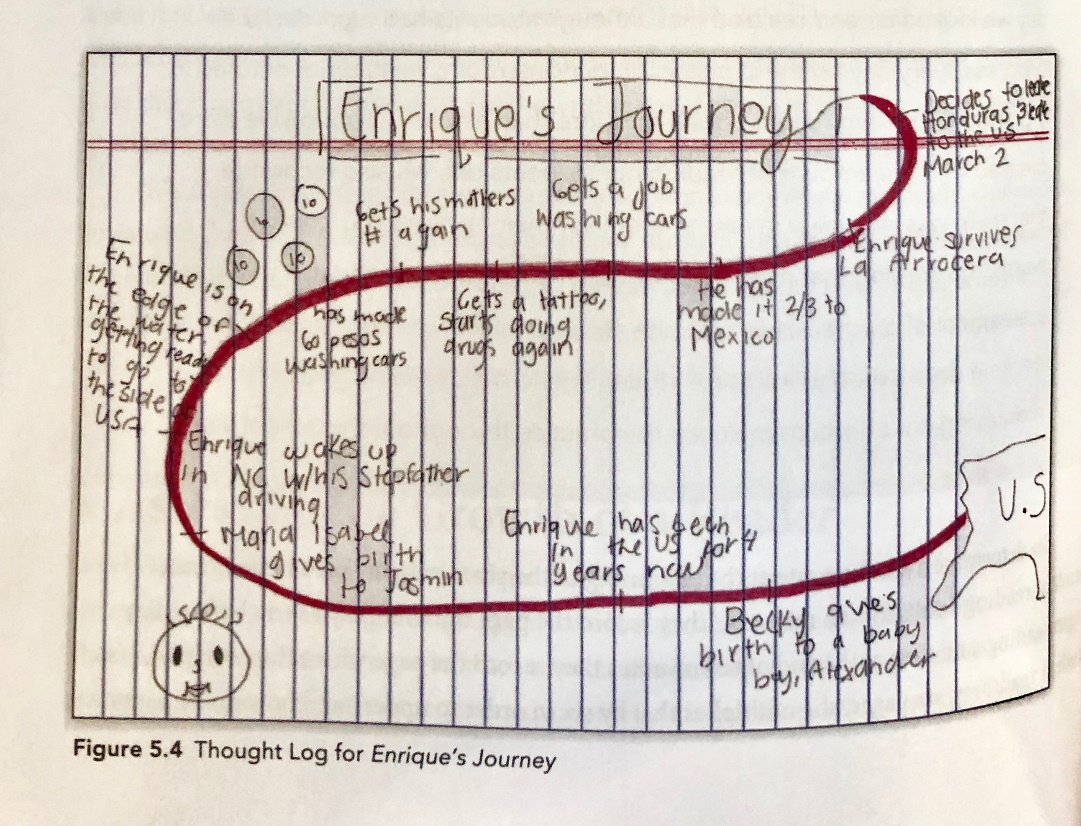 Enrique's Journey
Decides to leave
Honduras,
to the US
March 2
Enrique survives
La Arrocera
He has
made it 2/3 to
Mexico
Gets a job
washing cars
Gets a tattoo,
starts doing
drugs again
Gets his mothers
# again
has made
60 pesos
washing cars
10
10
10
10
Enrique is on
the edge of
the water
getting ready
to go to
the side of
USA
Enrique wakes up
in NC w/his Stepfather
driving
Maria Isabel
gives birth
to Jasmin
Enrique has been
in the US for 4
years now
Becky gives
birth to a baby
boy, Alexander
U.S
Figure 5.4 Thought Log for Enrique's Journey